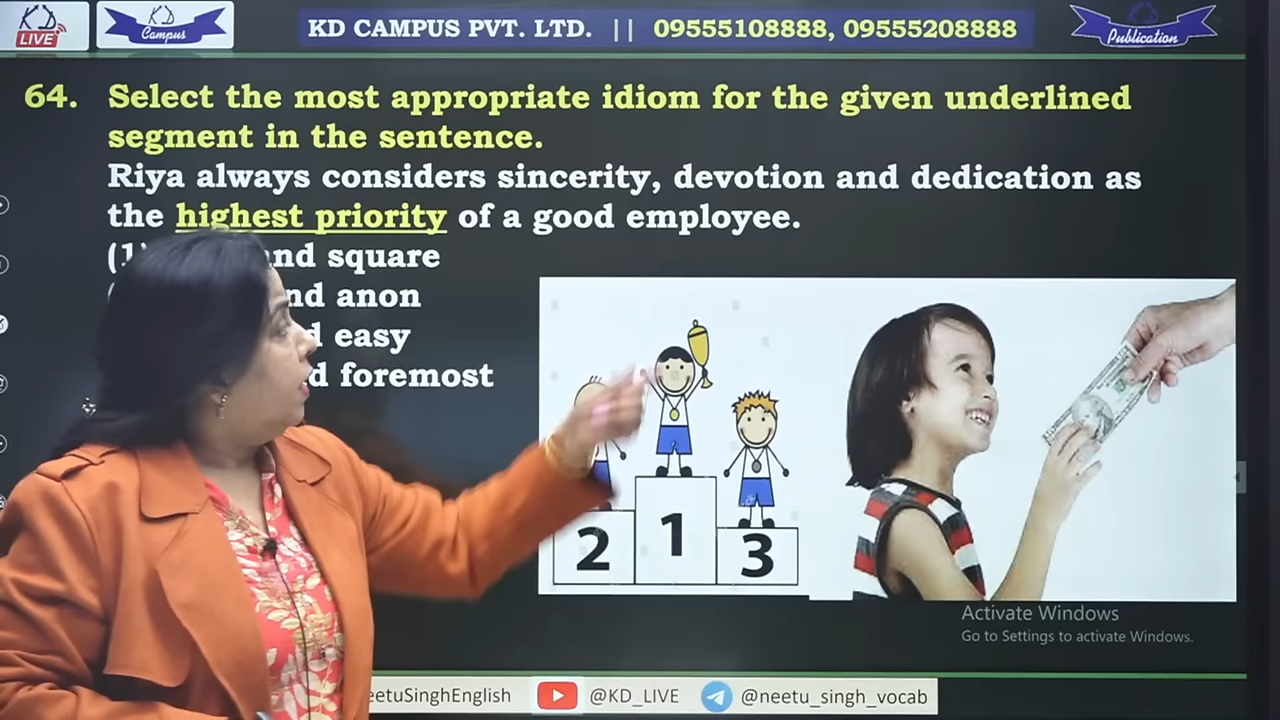 KD
LIVE
KD
Campus
KD CAMPUS PVT. LTD. || 09555108888, 09555208888
Publication
64. Select the most appropriate idiom for the given underlined
segment in the sentence.
Riya always considers sincerity, devotion and dedication as
the highest priority of a good employee.
(1) and square
and anon
easy
foremost
2 1 3
Activate Windows
Go to Settings to activate Windows.
eetuSinghEnglish @KD_LIVE @neetu_singh_vocab